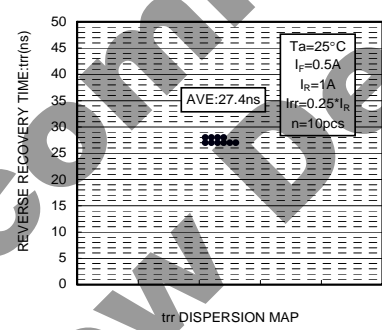 REVERSE RECOVERY TIME:trr(ns)
50
45
40
35
30
25
20
15
10
5
0
Ta=25°C
IF=0.5A
IR=1A
Irr=0.25*IR
n=10pcs
AVE:27.4ns
trr DISPERSION MAP